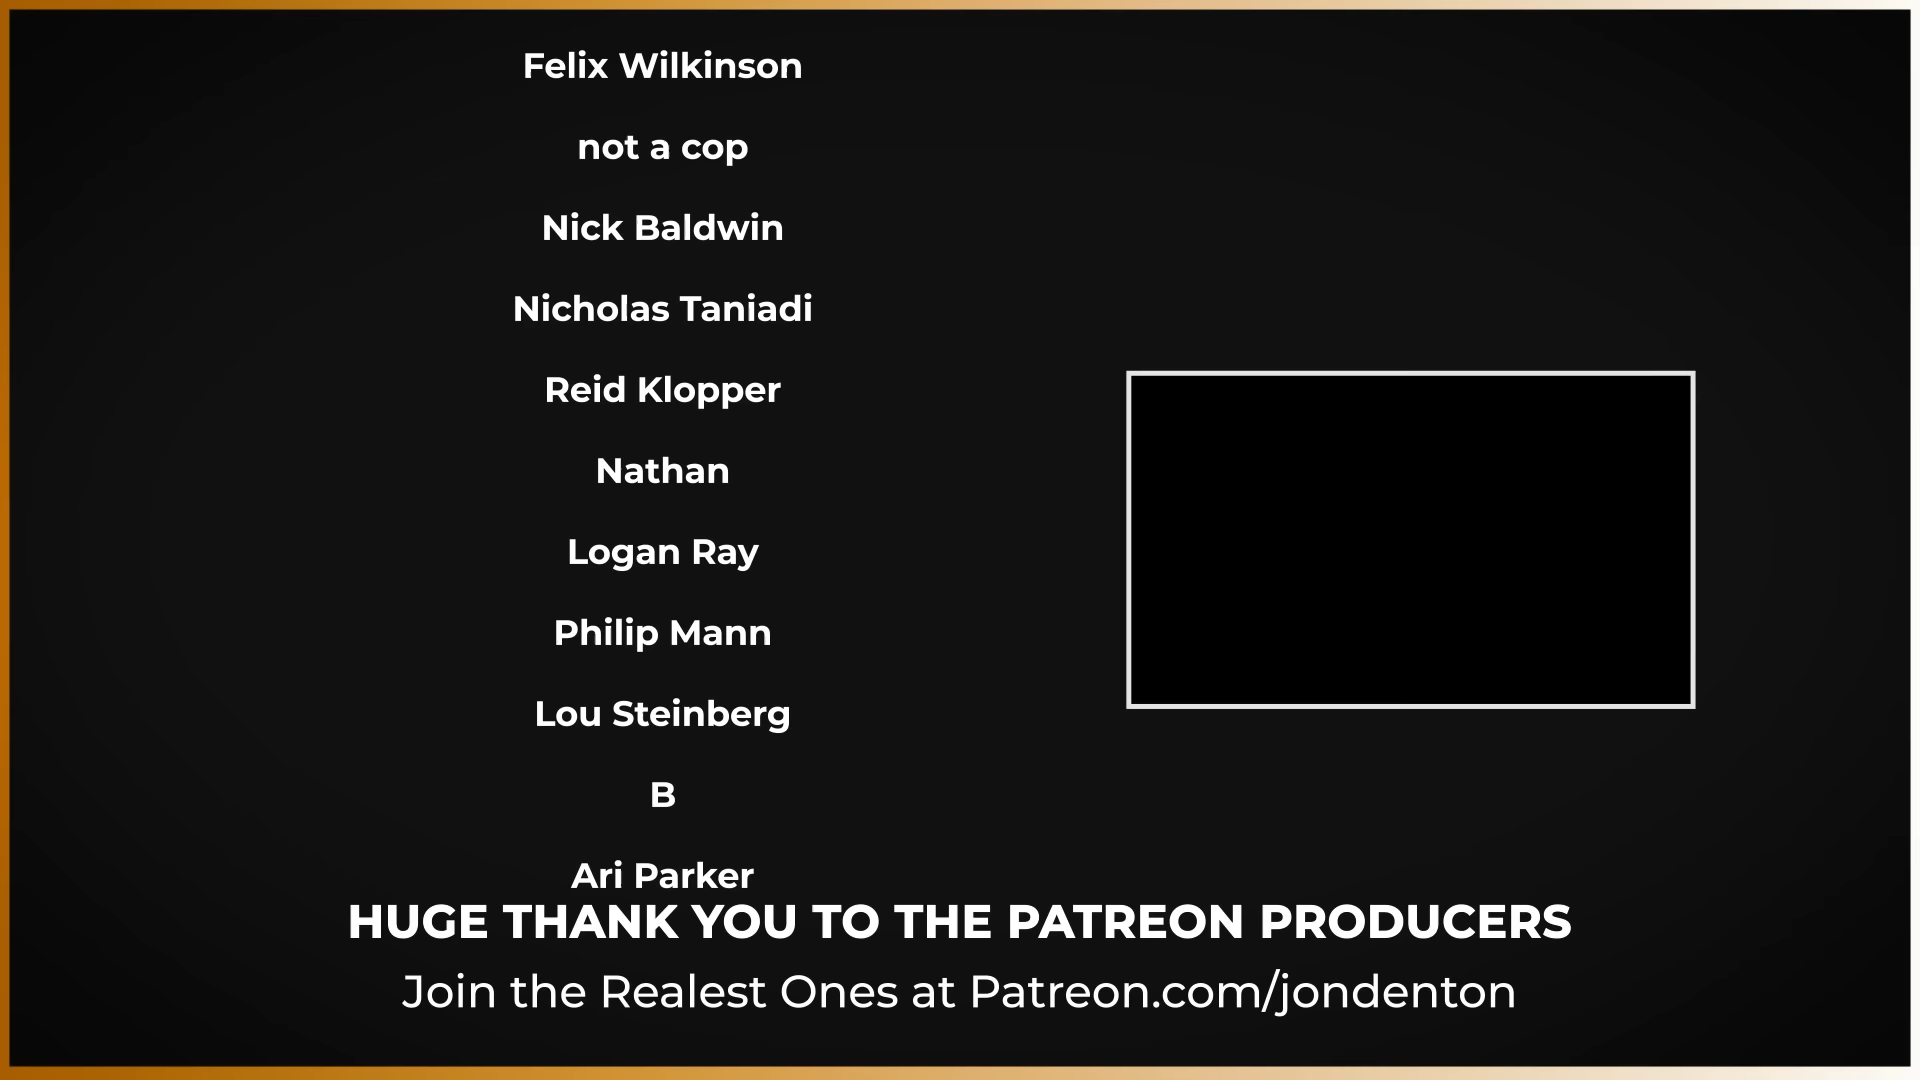 Felix Wilkinson
not a cop
Nick Baldwin
Nicholas Taniadi
Reid Klopper
Nathan
Logan Ray
Philip Mann
Lou Steinberg
B
Ari Parker
HUGE THANK YOU TO THE PATREON PRODUCERS
Join the Realest Ones at Patreon.com/jondenton